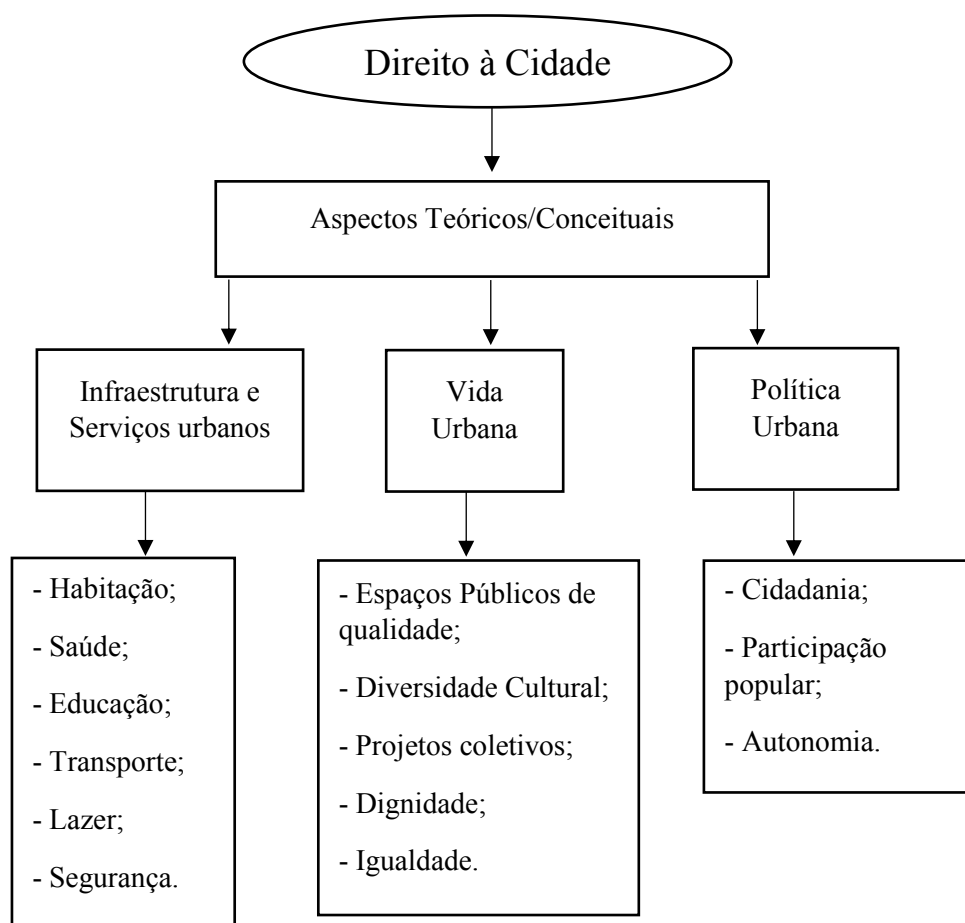 Direito à Cidade
Aspectos Teóricos/Conceituais
Infraestrutura e
Serviços urbanos
Vida
Urbana
Política
Urbana
- Habitação;
- Saúde;
- Educação;
- Transporte;
- Lazer;
- Segurança.
- Espaços Públicos de
qualidade;
- Diversidade Cultural;
- Projetos coletivos;
- Dignidade;
- Igualdade.
- Cidadania;
- Participação
popular;
- Autonomia.